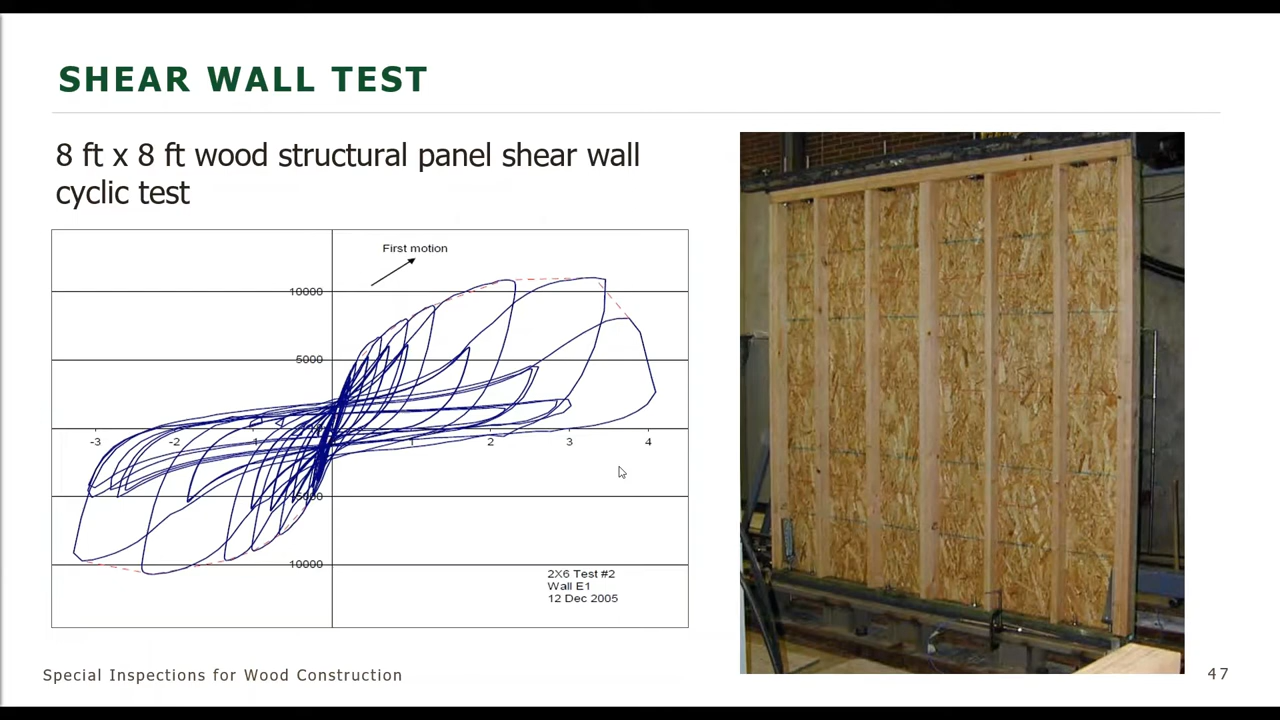 SHEAR WALL TEST
8 ft x 8 ft wood structural panel shear wall
cyclic test
First motion
10000
5000
-3 -2 1 2 3 4
10000
2X6 Test #2
Wall E1
12 Dec 2005
Special Inspections for Wood Construction
47